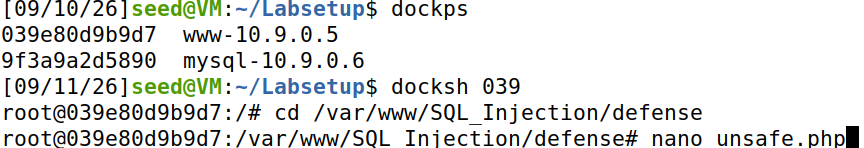 [09/10/26]seed@VM:~/Labsetup$ dockps
039e80d9b9d7  www-10.9.0.5
9f3a9a2d5890  mysql-10.9.0.6
[09/11/26]seed@VM:~/Labsetup$ docksh 039
root@039e80d9b9d7:/# cd /var/www/SQL_Injection/defense
root@039e80d9b9d7:/var/www/SQL_Injection/defense# nano unsafe.php